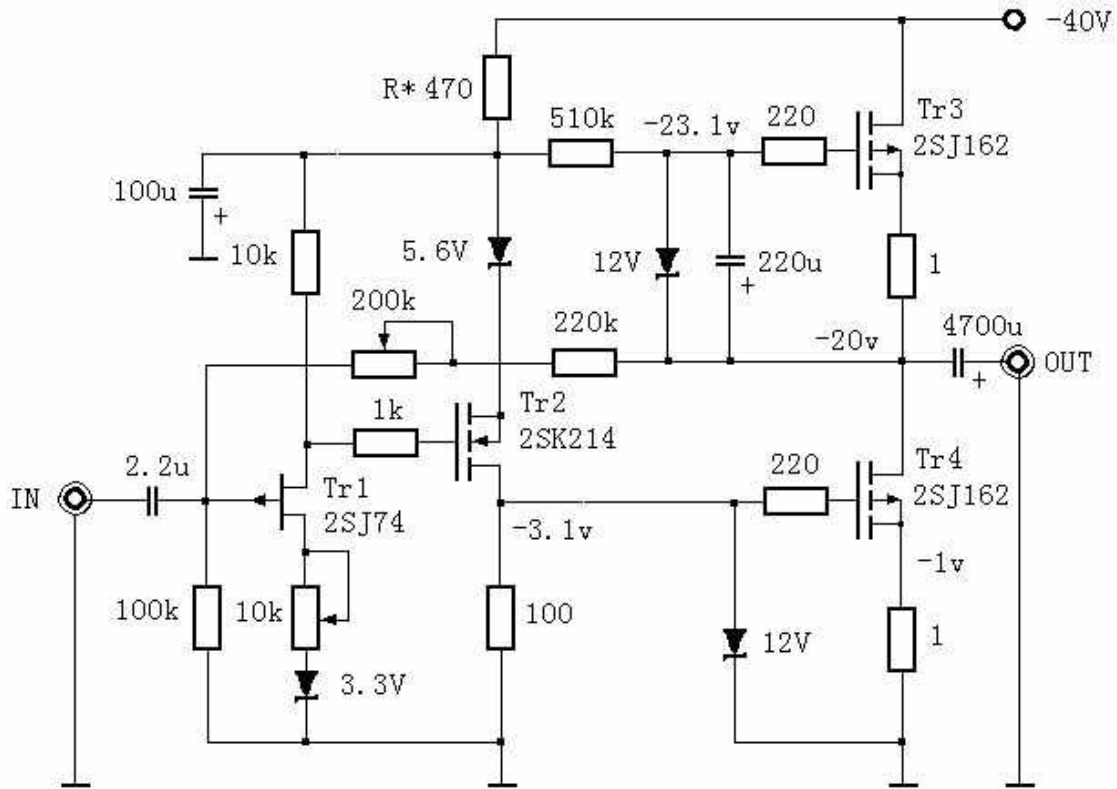 -40V
R* 470
510k
-23.1v
220
Tr3
2SJ162
100u
+
10k
5.6V
12V
220u
+
1
200k
220k
-20v
4700u
+
OUT
1k
Tr2
2SK214
2.2u
IN
Tr1
2SJ74
-3.1v
220
Tr4
2SJ162
-1v
100k
10k
100
12V
1
3.3V